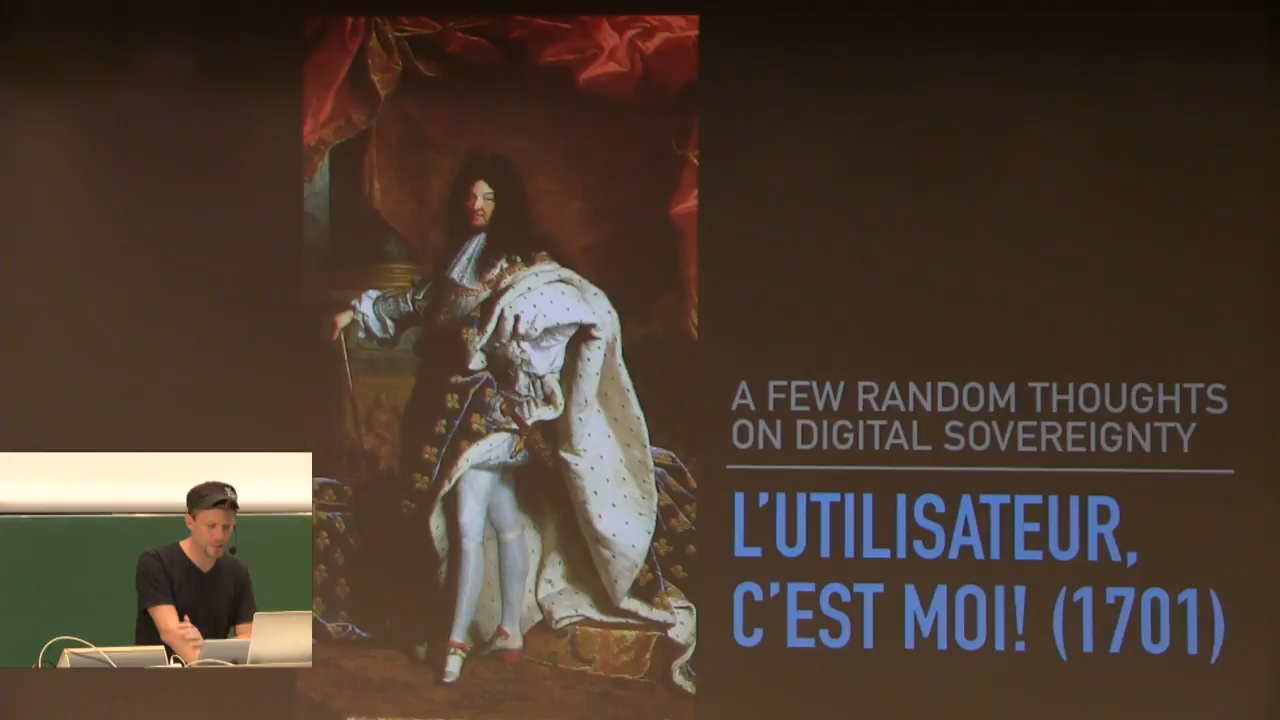 A FEW RANDOM THOUGHTS
ON DIGITAL SOVEREIGNTY
L'UTILISATEUR,
C'EST MOI! (1701)